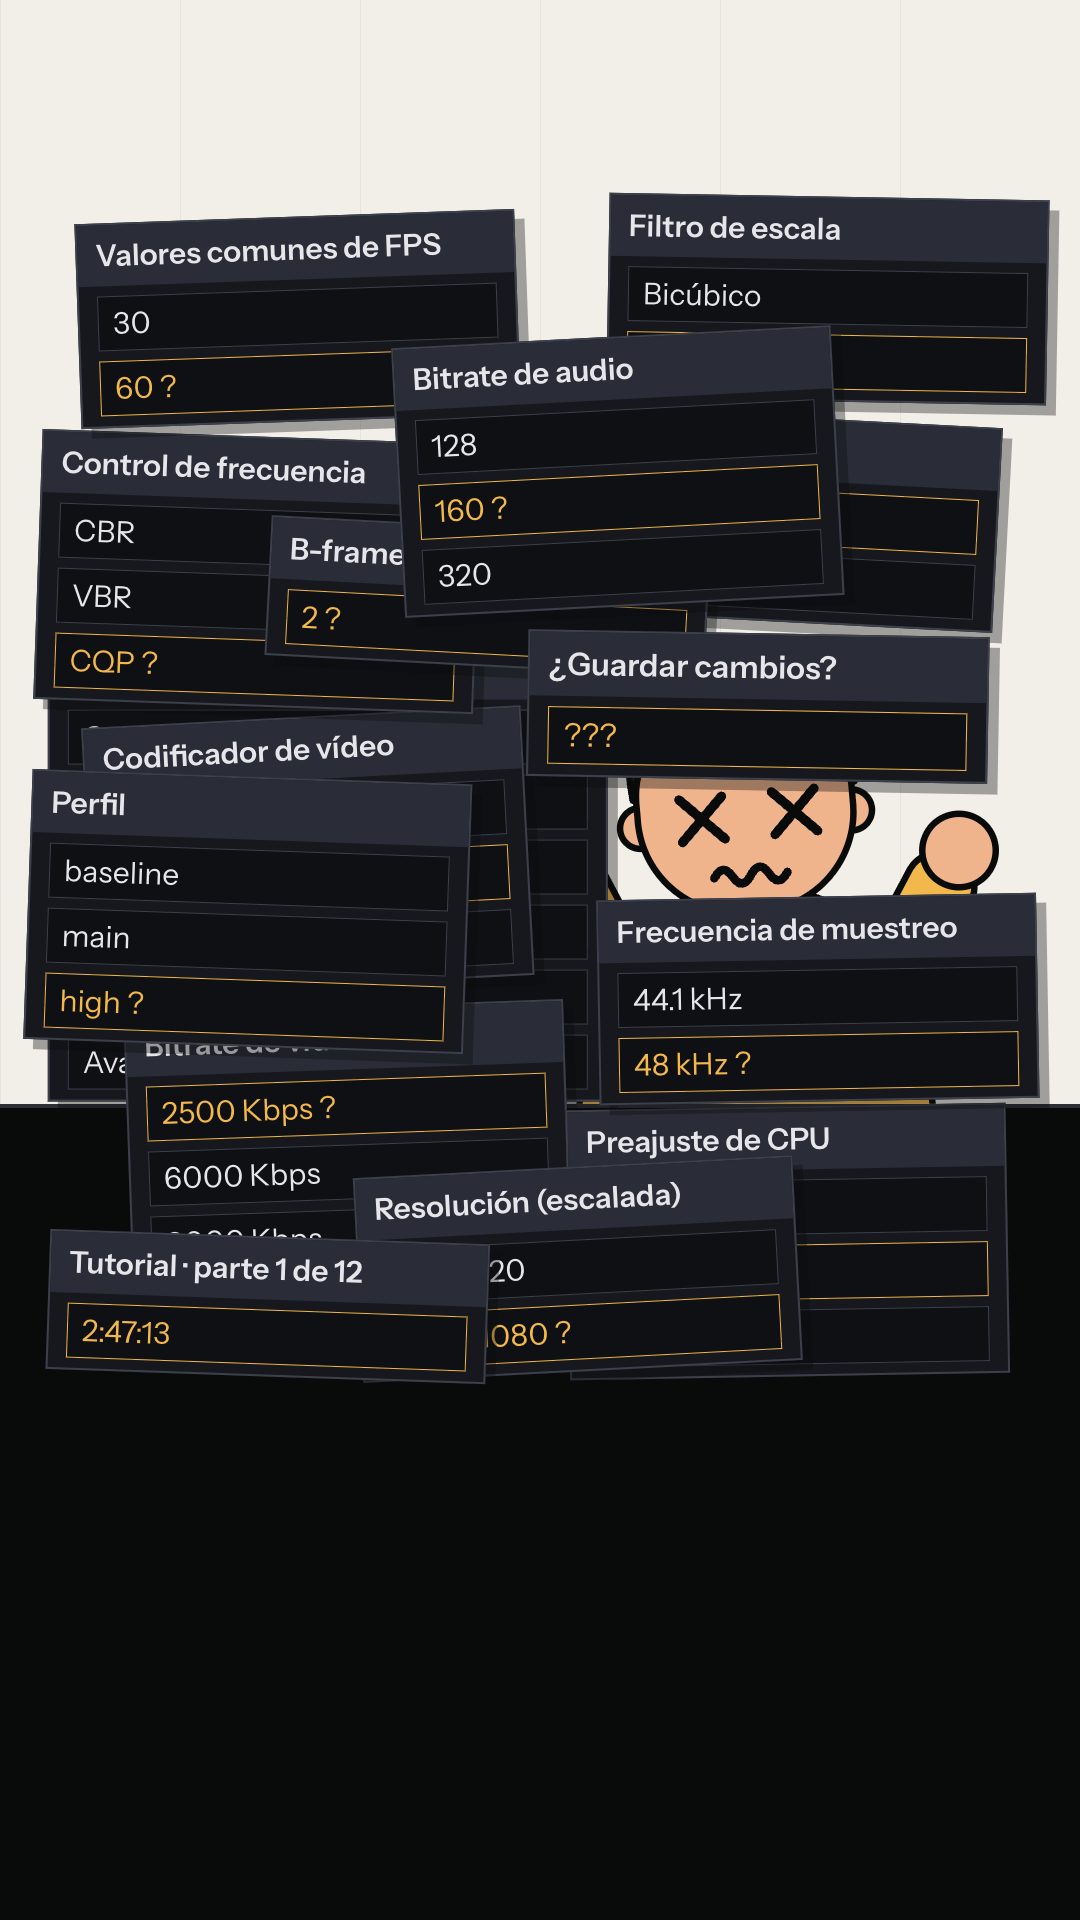 Valores comunes de FPS
30
60 ?
Filtro de escala
Bicúbico
Bitrate de audio
128
160 ?
320
Control de frecuencia
CBR
VBR
CQP ?
B-frame
2 ?
¿Guardar cambios?
???
Codificador de vídeo
Perfil
baseline
main
high ?
Frecuencia de muestreo
44.1 kHz
48 kHz ?
Bitrate de
2500 Kbps ?
6000 Kbps
Kbps
Preajuste de CPU
Resolución (escalada)
20
080 ?
Tutorial · parte 1 de 12
2:47:13